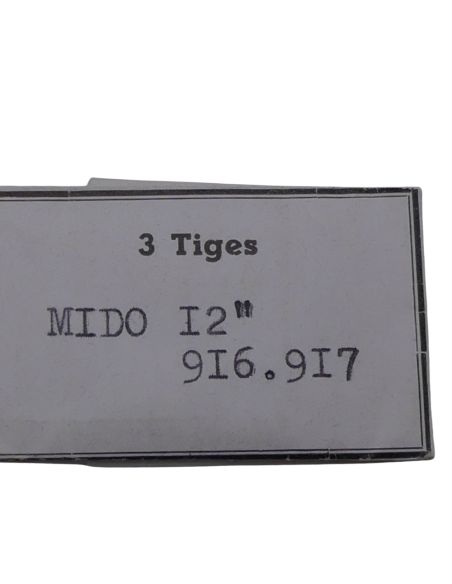 3 Tiges
MIDO I2"
9I6.9I7